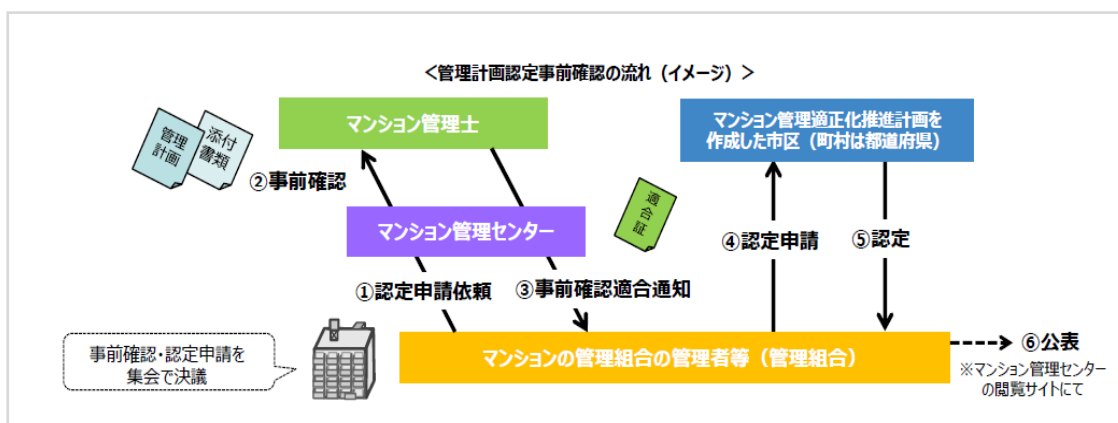 ＜管理計画認定事前確認の流れ（イメージ）＞
マンション管理士
マンション管理適正化推進計画を
作成した市区（町村は都道府県）
管理
計画
添付
書類
②事前確認
適合証
マンション管理センター
④認定申請
⑤認定
①認定申請依頼
③事前確認適合通知
事前確認・認定申請を
集会で決議
マンションの管理組合の管理者等（管理組合）
⑥公表
※マンション管理センター
の閲覧サイトにて